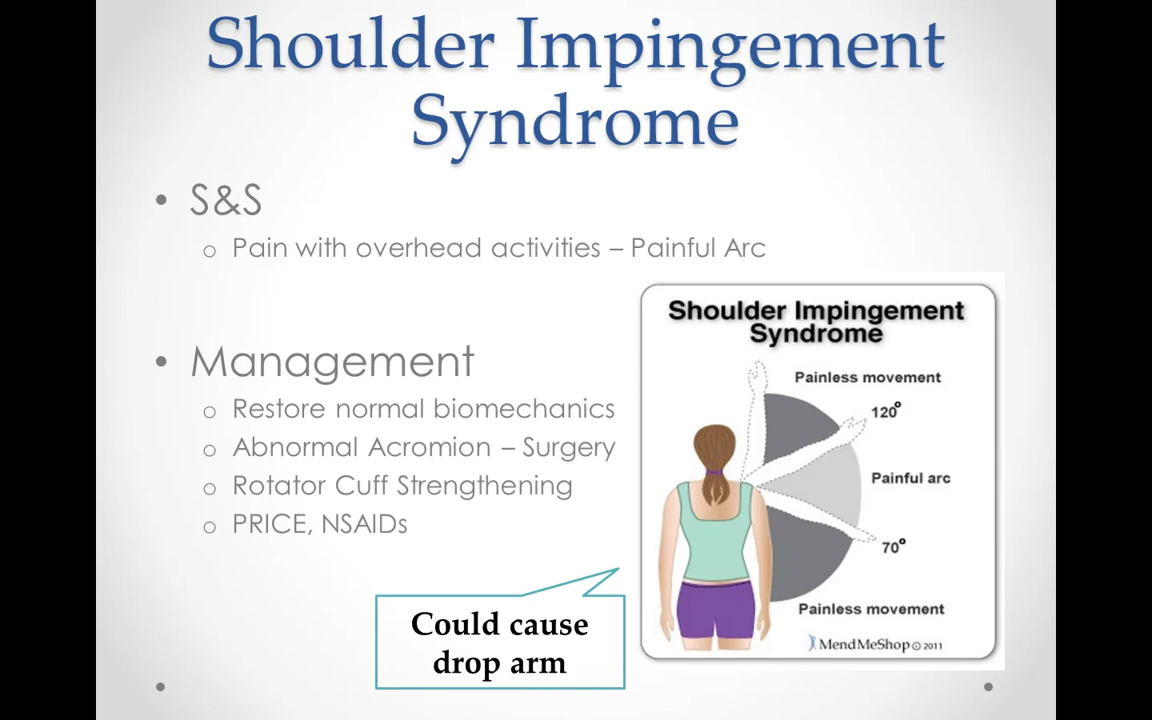 Shoulder Impingement
Syndrome
• S&S
o Pain with overhead activities – Painful Arc
• Management
o Restore normal biomechanics
o Abnormal Acromion – Surgery
o Rotator Cuff Strengthening
o PRICE, NSAIDs
Could cause
drop arm
Shoulder Impingement
Syndrome
Painless movement
120°
Painful arc
70°
Painless movement
MendMeShop © 2011